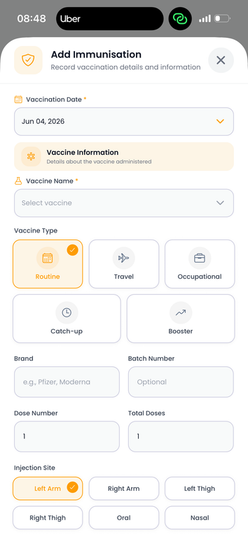 08:48
Uber
Add Immunisation
Record vaccination details and information
Vaccination Date *
Jun 04, 2026
Vaccine Information
Details about the vaccine administered
Vaccine Name *
Select vaccine
Vaccine Type
Routine
Travel
Occupational
Catch-up
Booster
Brand
Batch Number
e.g., Pfizer, Moderna
Optional
Dose Number
Total Doses
1
1
Injection Site
Left Arm
Right Arm
Left Thigh
Right Thigh
Oral
Nasal